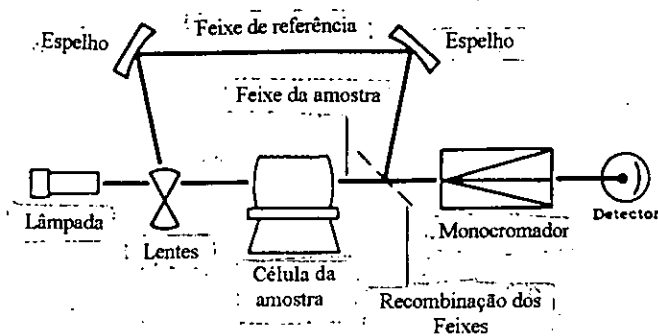 Feixe de referência
Espelho
Espelho
Feixe da amostra
Lâmpada
Lentes
Célula da
amostra
Recombinação dos
Feixes
Monocromador
Detector